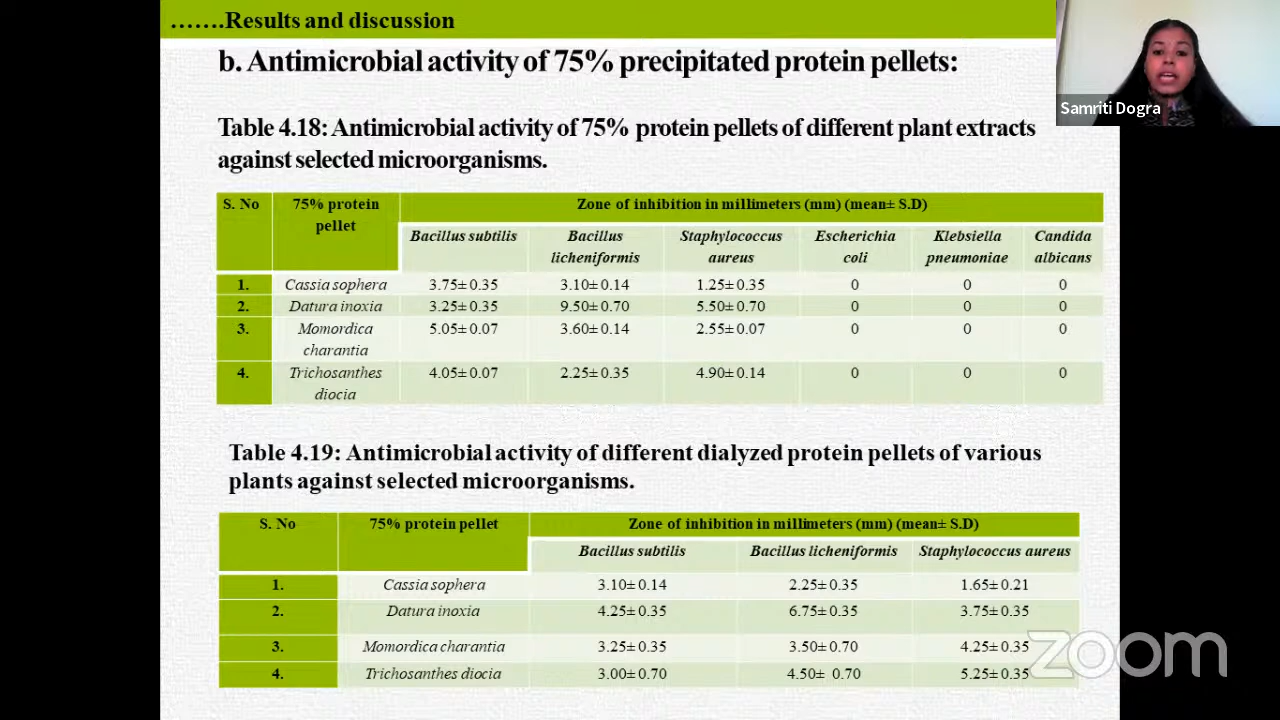 …….Results and discussion
b. Antimicrobial activity of 75% precipitated protein pellets:
Samriti Dogra
Table 4.18: Antimicrobial activity of 75% protein pellets of different plant extracts
against selected microorganisms.
S. No 75% protein pellet Zone of inhibition in millimeters (mm) (mean± S.D)
Bacillus subtilis Bacillus licheniformis Staphylococcus aureus Escherichia coli Klebsiella pneumoniae Candida albicans
1. Cassia sophera 3.75± 0.35 3.10± 0.14 1.25± 0.35 0 0 0
2. Datura inoxia 3.25± 0.35 9.50± 0.70 5.50± 0.70 0 0 0
3. Momordica charantia 5.05± 0.07 3.60± 0.14 2.55± 0.07 0 0 0
4. Trichosanthes diocia 4.05± 0.07 2.25± 0.35 4.90± 0.14 0 0 0
Table 4.19: Antimicrobial activity of different dialyzed protein pellets of various
plants against selected microorganisms.
S. No 75% protein pellet Zone of inhibition in millimeters (mm) (mean± S.D)
Bacillus subtilis Bacillus licheniformis Staphylococcus aureus
1. Cassia sophera 3.10± 0.14 2.25± 0.35 1.65± 0.21
2. Datura inoxia 4.25± 0.35 6.75± 0.35 3.75± 0.35
3. Momordica charantia 3.25± 0.35 3.50± 0.70 4.25± 0.35
4. Trichosanthes diocia 3.00± 0.70 4.50± 0.70 5.25± 0.35
zoom